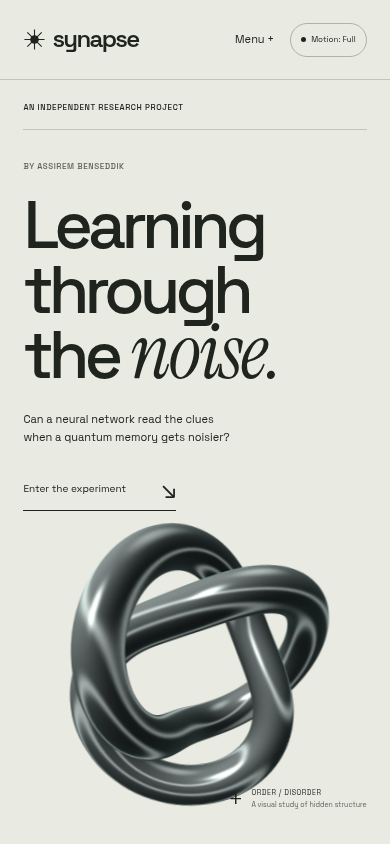 synapse
Menu +
Motion: Full
AN INDEPENDENT RESEARCH PROJECT
BY ASSIREM BENSEDDIK
Learning
through
the noise.
Can a neural network read the clues
when a quantum memory gets noisier?
Enter the experiment
+ ORDER / DISORDER
A visual study of hidden structure